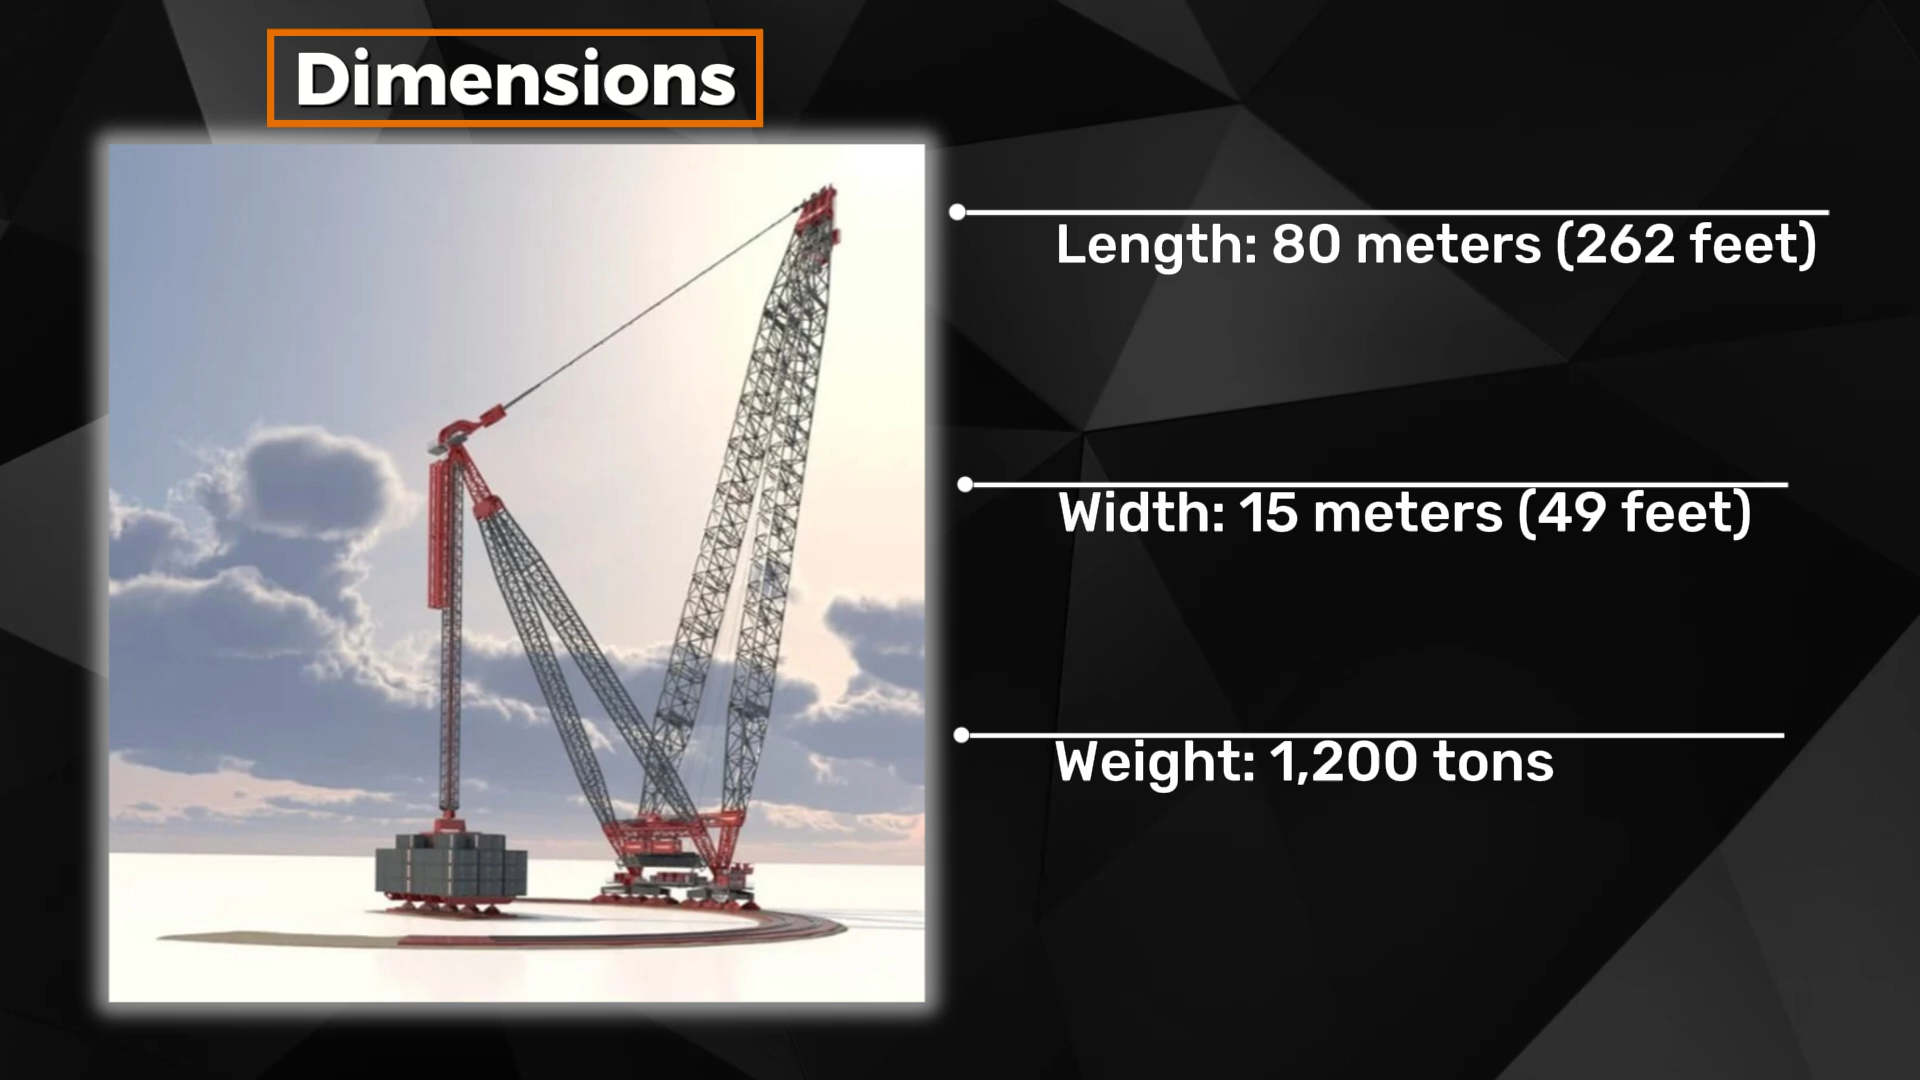 Dimensions
Length: 80 meters (262 feet)
Width: 15 meters (49 feet)
Weight: 1,200 tons